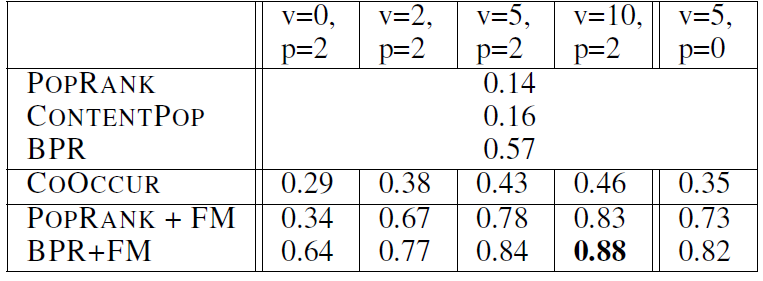 v=0, v=2, v=5, v=10, v=5,
p=2 p=2 p=2 p=2 p=0
POPRANK 0.14
CONTENTPOP 0.16
BPR 0.57
COOCCUR 0.29 0.38 0.43 0.46 0.35
POPRANK + FM 0.34 0.67 0.78 0.83 0.73
BPR+FM 0.64 0.77 0.84 0.88 0.82